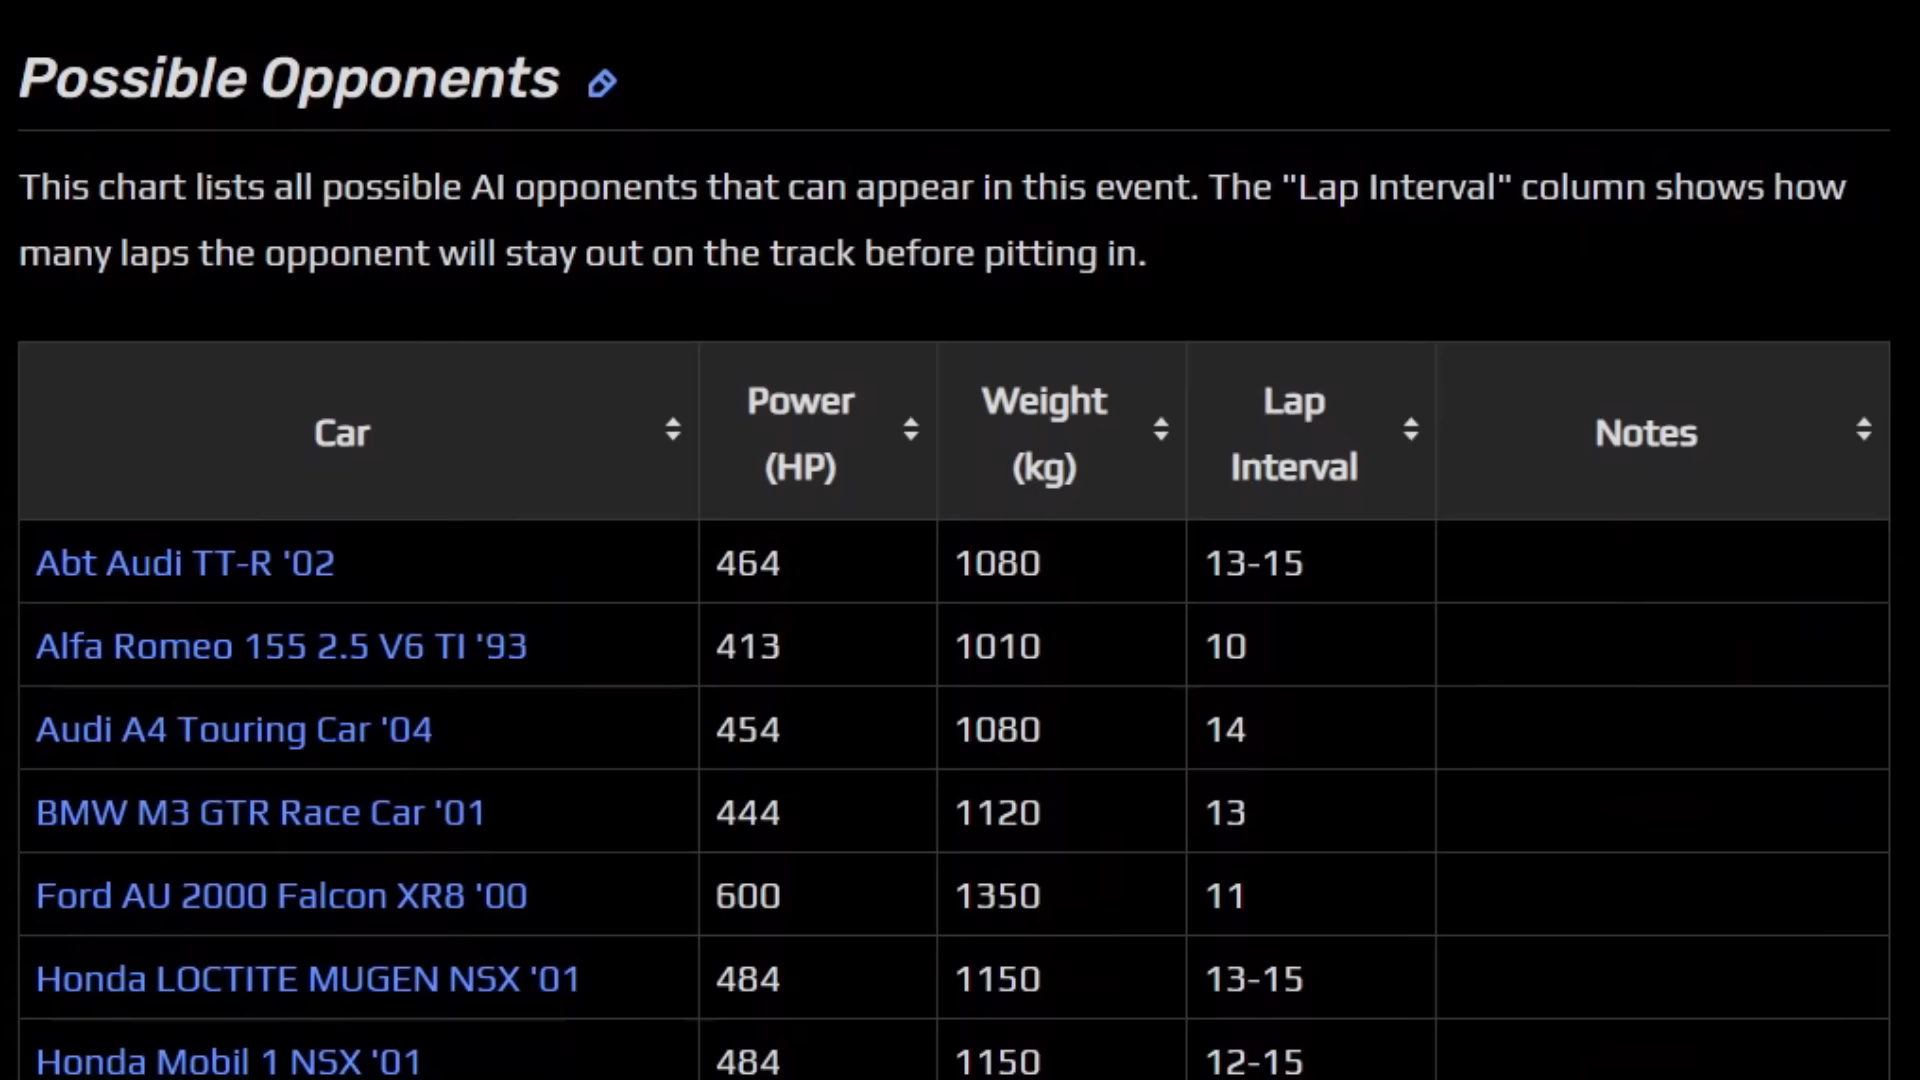 Possible Opponents
This chart lists all possible AI opponents that can appear in this event. The "Lap Interval" column shows how
many laps the opponent will stay out on the track before pitting in.
Car Power (HP) Weight (kg) Lap Interval Notes
Abt Audi TT-R '02 464 1080 13-15
Alfa Romeo 155 2.5 V6 TI '93 413 1010 10
Audi A4 Touring Car '04 454 1080 14
BMW M3 GTR Race Car '01 444 1120 13
Ford AU 2000 Falcon XR8 '00 600 1350 11
Honda LOCTITE MUGEN NSX '01 484 1150 13-15
Honda Mobil 1 NSX '01 484 1150 12-15